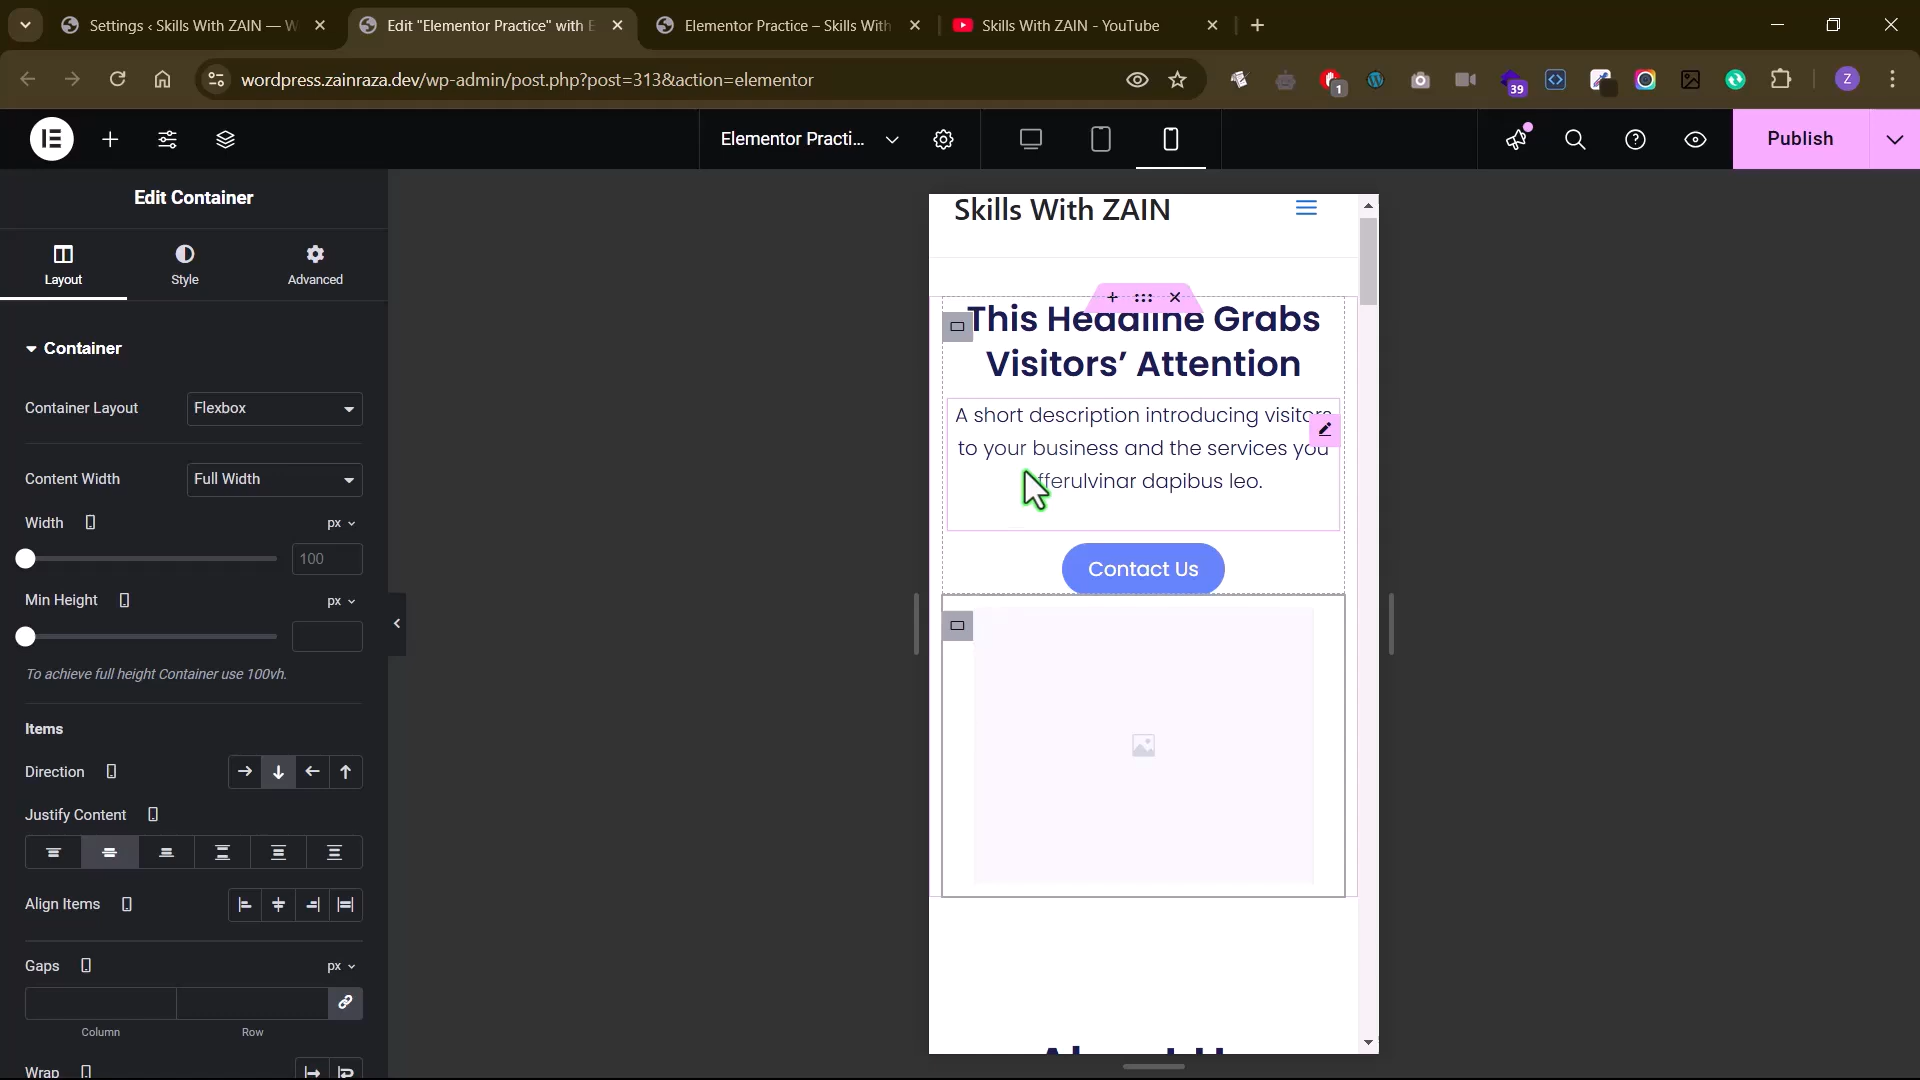 Settings ‹ Skills With ZAIN — W
Edit "Elementor Practice" with E
Elementor Practice – Skills With
Skills With ZAIN - YouTube
wordpress.zainraza.dev/wp-admin/post.php?post=313&action=elementor
1
39
Z
Elementor Practi...
Publish
Edit Container
Layout
Style
Advanced
Container
Container Layout
Flexbox
Content Width
Full Width
Width
px
100
Min Height
px
To achieve full height Container use 100vh.
Items
Direction
Justify Content
Align Items
Gaps
px
Column
Row
Wrap
Skills With ZAIN
This Headline Grabs
Visitors’ Attention
A short description introducing visitors
to your business and the services you
fferulvinar dapibus leo.
Contact Us